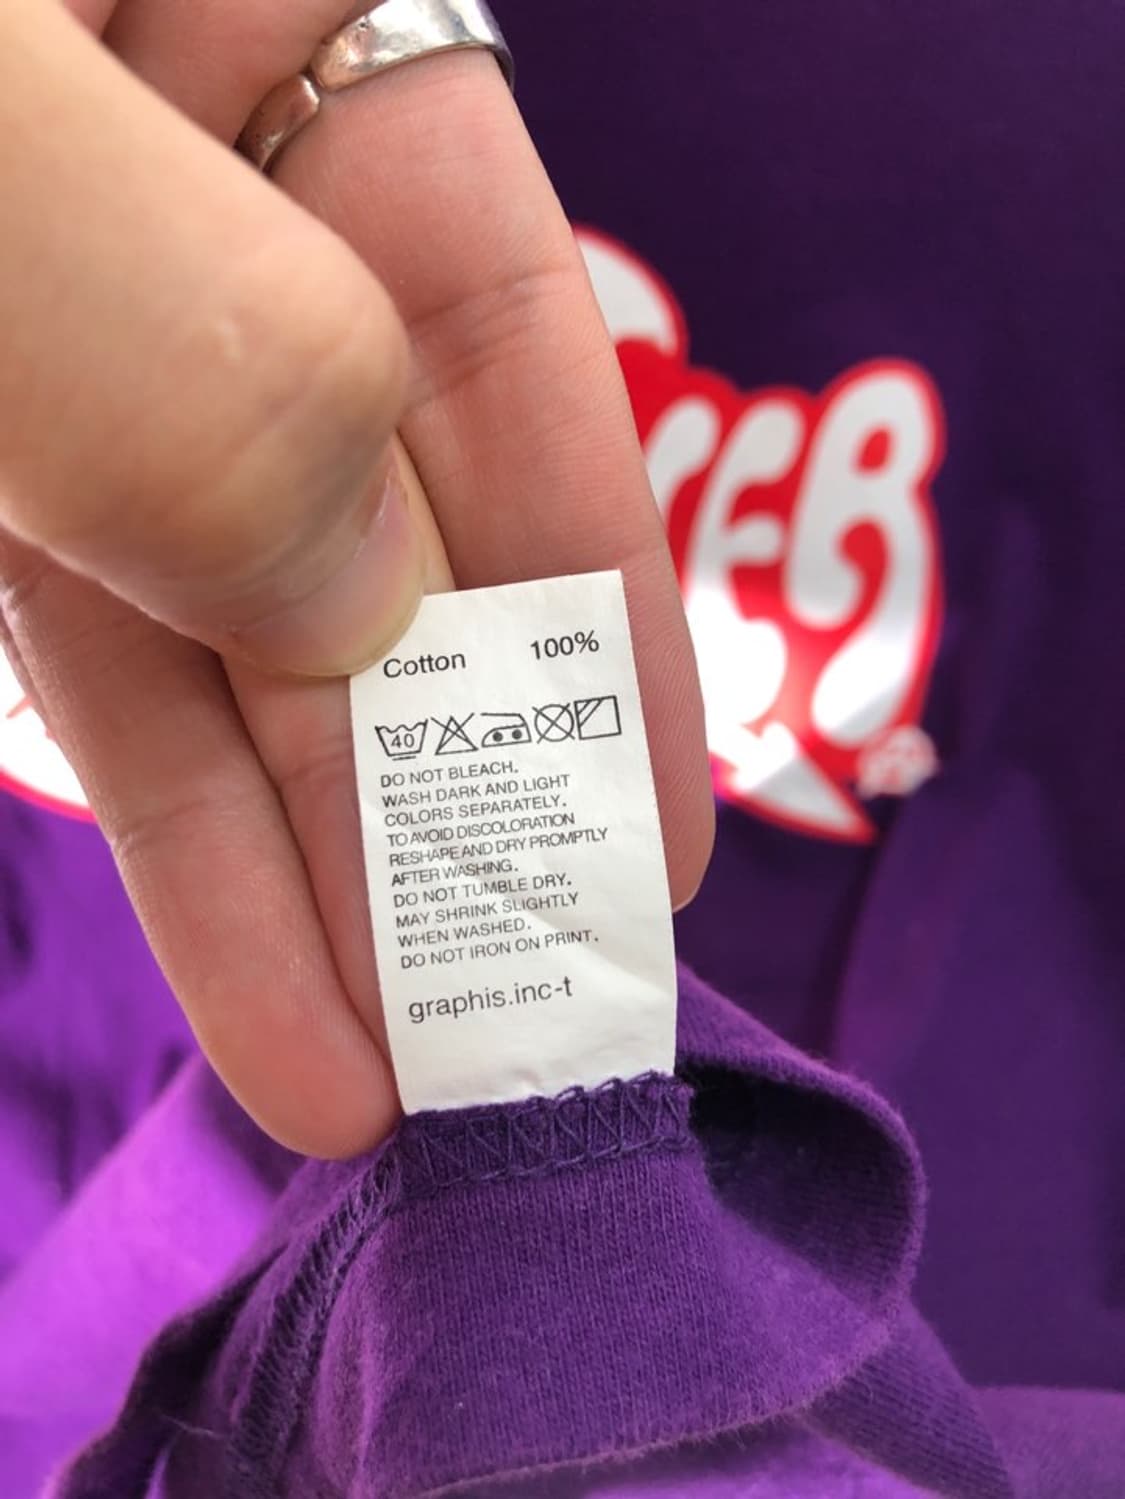 Cotton 100%
40
DO NOT BLEACH.
WASH DARK AND LIGHT
COLORS SEPARATELY.
TO AVOID DISCOLORATION
RESHAPE AND DRY PROMPTLY
AFTER WASHING.
DO NOT TUMBLE DRY.
MAY SHRINK SLIGHTLY
WHEN WASHED.
DO NOT IRON ON PRINT.
graphis.inc-t